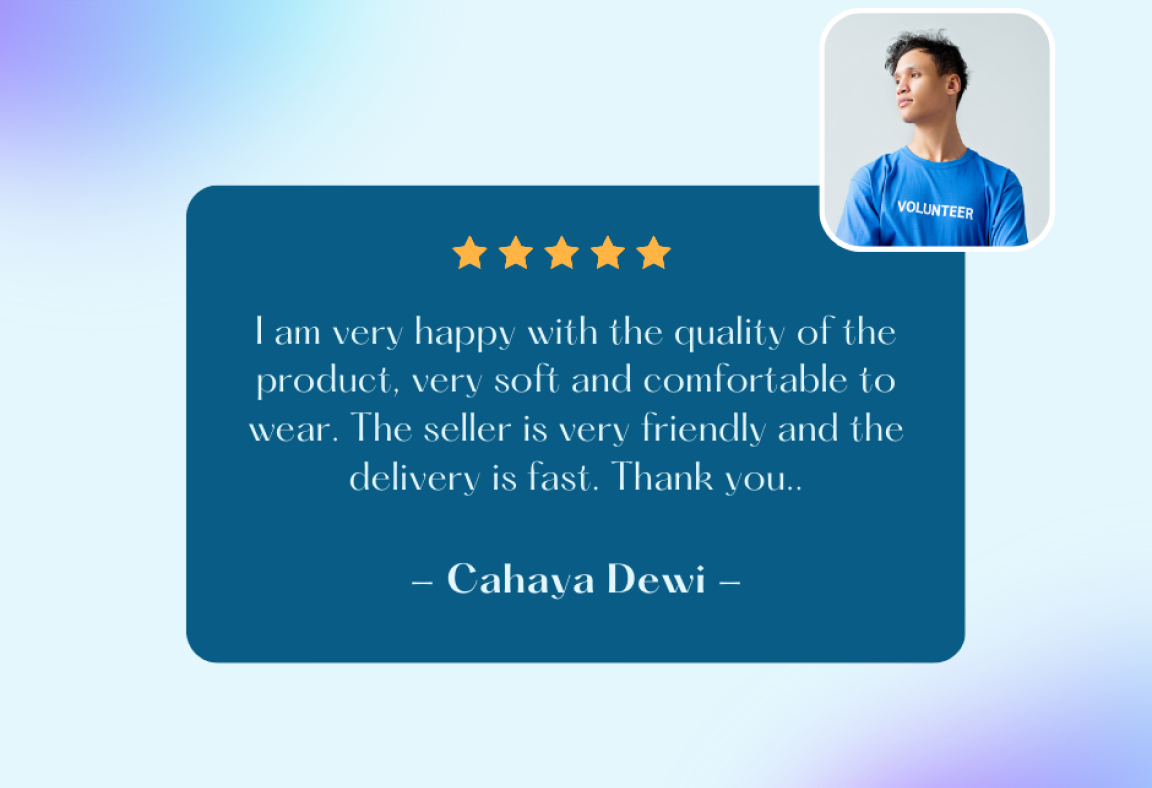 VOLUNTEER
I am very happy with the quality of the
product, very soft and comfortable to
wear. The seller is very friendly and the
delivery is fast. Thank you..
– Cahaya Dewi –